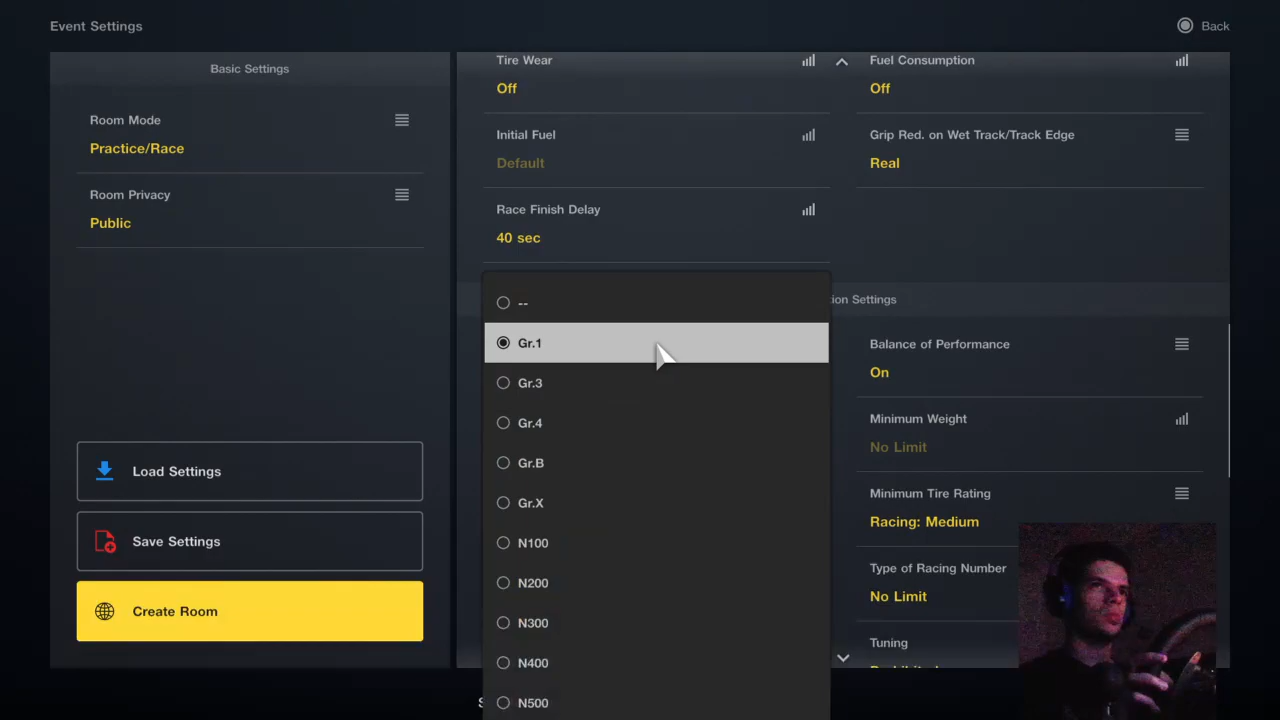 Event Settings
Back
Basic Settings
Room Mode
Practice/Race
Room Privacy
Public
Load Settings
Save Settings
Create Room
Tire Wear
Off
Fuel Consumption
Off
Initial Fuel
Default
Grip Red. on Wet Track/Track Edge
Real
Race Finish Delay
40 sec
--
Gr.1
Gr.3
Gr.4
Gr.B
Gr.X
N100
N200
N300
N400
N500
Settings
Balance of Performance
On
Minimum Weight
No Limit
Minimum Tire Rating
Racing: Medium
Type of Racing Number
No Limit
Tuning